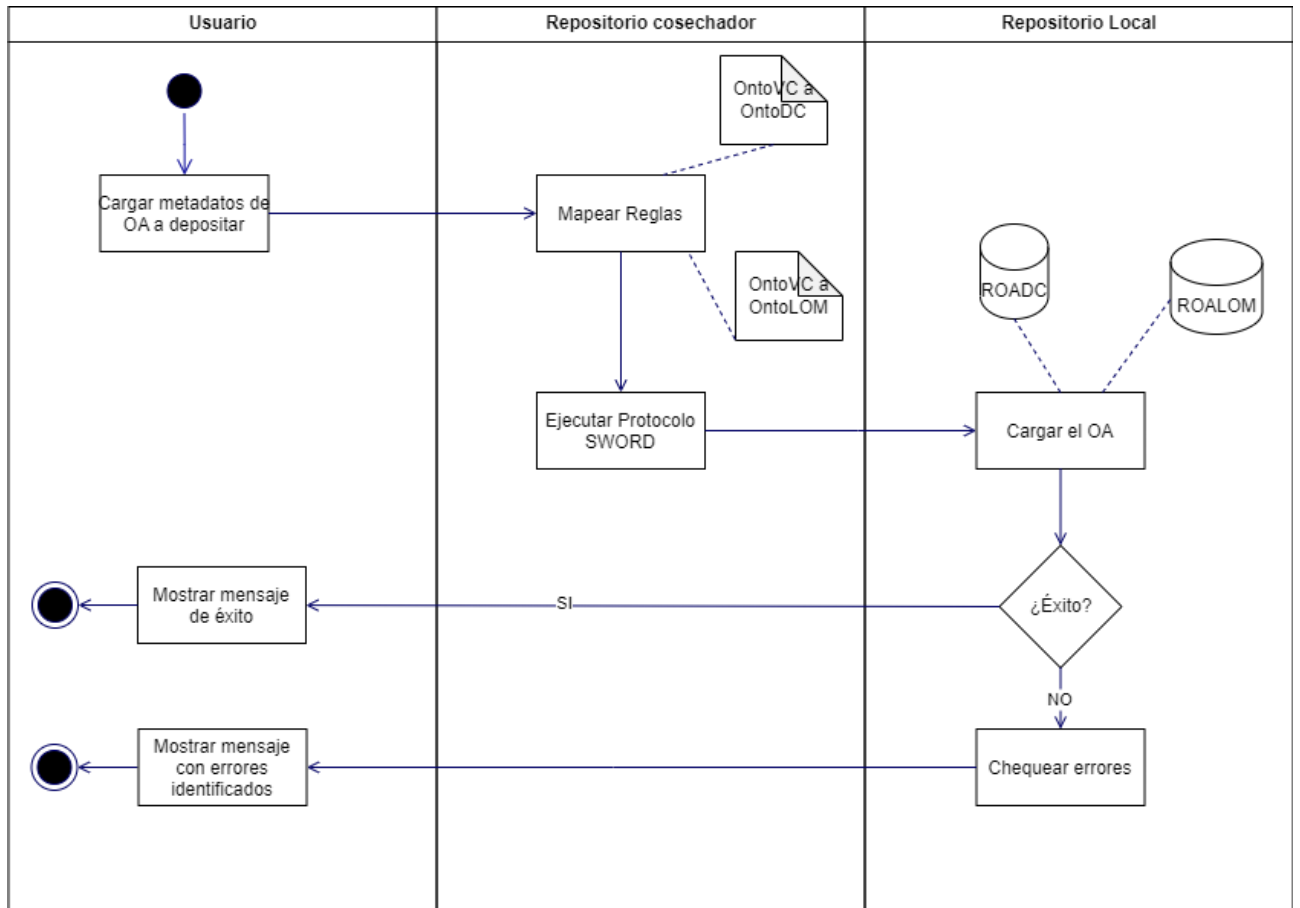 Usuario
Repositorio cosechador
Repositorio Local
OntoVC a
OntoDC
Cargar metadatos de
OA a depositar
Mapear Reglas
OntoVC a
OntoLOM
ROADC
ROALOM
Ejecutar Protocolo
SWORD
Cargar el OA
Mostrar mensaje
de éxito
SI
¿Éxito?
NO
Mostrar mensaje
con errores
identificados
Chequear errores